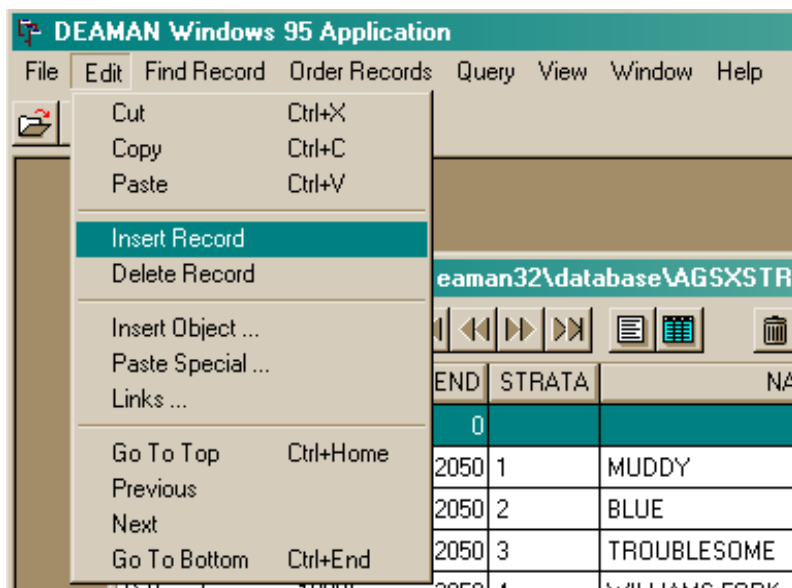 DEAMAN Windows 95 Application
File Edit Find Record Order Records Query View Window Help
Cut Ctrl+X
Copy Ctrl+C
Paste Ctrl+V
Insert Record
Delete Record
eaman32\database\AGSXSTR
Insert Object ...
Paste Special ...
Links ...
END STRATA NA
0
Go To Top Ctrl+Home
2050 1 MUDDY
Previous
2050 2 BLUE
Next
2050 3 TROUBLESOME
Go To Bottom Ctrl+End